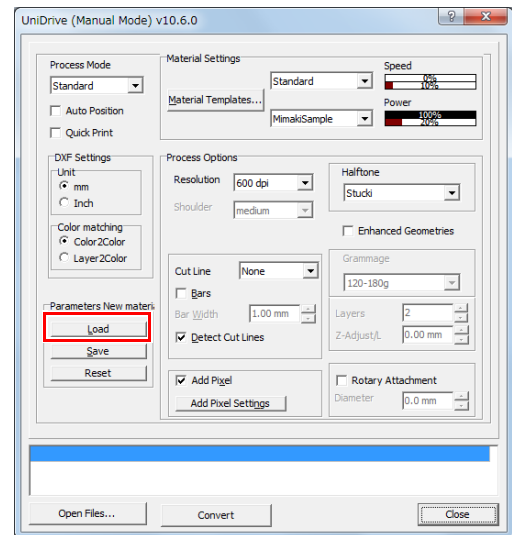 UniDrive (Manual Mode) v10.6.0
Process Mode
Standard
Auto Position
Quick Print
DXF Settings
Unit
mm
Inch
Color matching
Color2Color
Layer2Color
Parameters New materi
Load
Save
Reset
Material Settings
Material Templates...
Standard
MimakiSample
Speed
0%
10%
Power
100%
20%
Process Options
Resolution
600 dpi
Shoulder
medium
Halftone
Stucki
Enhanced Geometries
Cut Line
None
Bars
Bar Width
1.00 mm
Detect Cut Lines
Grammage
120-180g
Layers
2
Z-Adjust/L
0.00 mm
Add Pixel
Add Pixel Settings
Rotary Attachment
Diameter
0.0 mm
Open Files...
Convert
Close